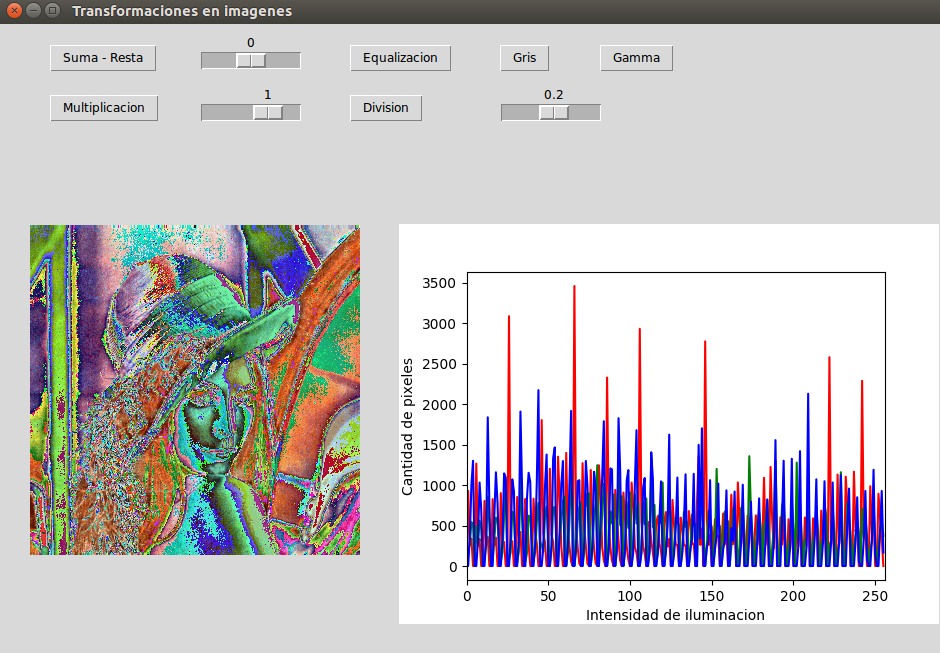 Transformaciones en imagenes
0
Suma - Resta
Equalizacion
Gris
Gamma
1
0.2
Multiplicacion
Division
3500
3000
2500
2000
1500
1000
500
0
Cantidad de pixeles
0 50 100 150 200 250
Intensidad de iluminacion